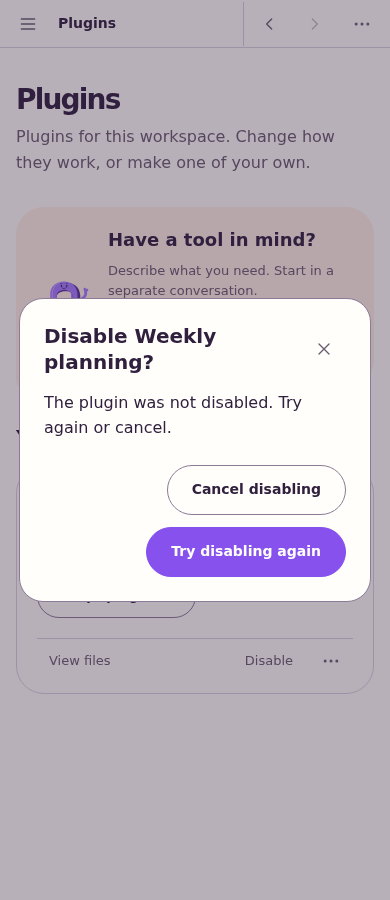 Plugins
Plugins
Plugins for this workspace. Change how
they work, or make one of your own.
Have a tool in mind?
Describe what you need. Start in a
separate conversation.
Disable Weekly
planning?
The plugin was not disabled. Try
again or cancel.
Cancel disabling
Try disabling again
View files
Disable